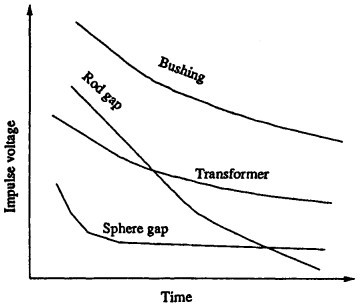 Bushing
Rod gap
Transformer
Sphere gap
Impulse voltage
Time